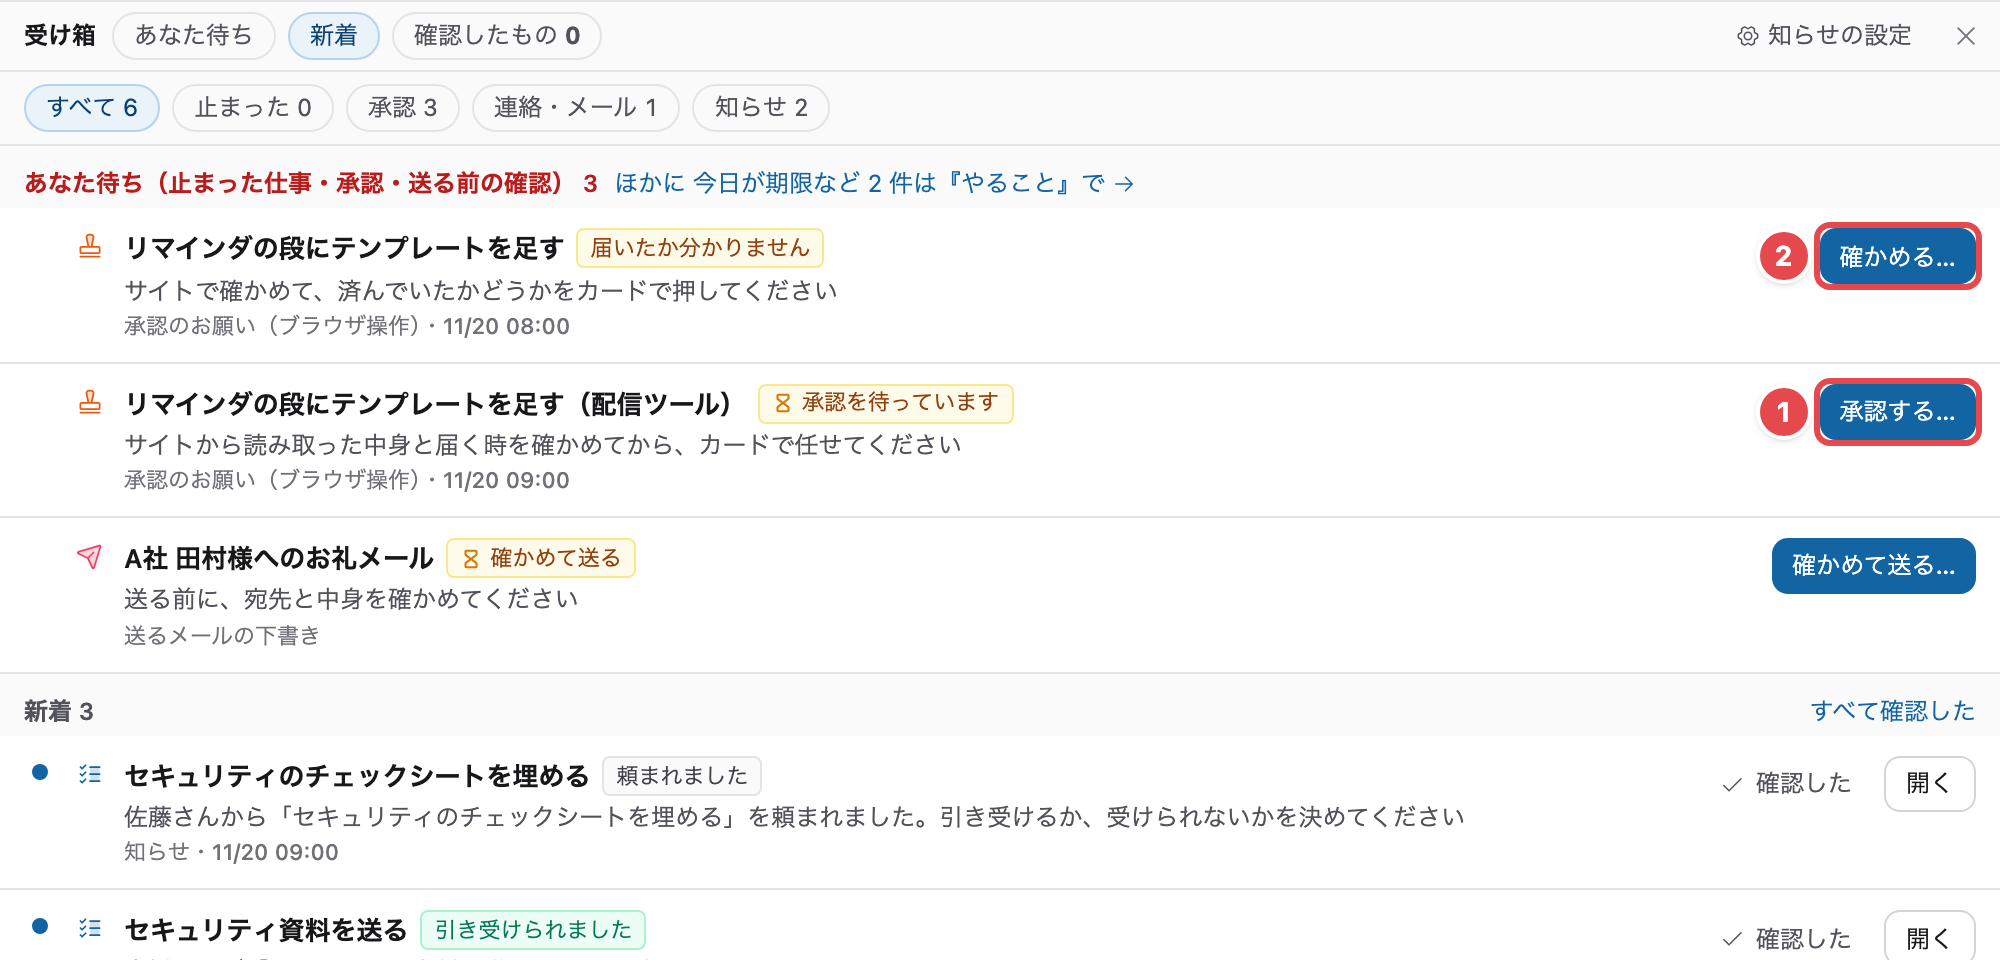 受け箱 あなた待ち 新着 確認したもの 0 知らせの設定
すべて 6 止まった 0 承認 3 連絡・メール 1 知らせ 2
あなた待ち（止まった仕事・承認・送る前の確認） 3 ほかに 今日が期限など 2 件は『やること』で →
リマインダの段にテンプレートを足す 届いたか分かりません 2 確かめる...
サイトで確かめて、済んでいたかどうかをカードで押してください
承認のお願い（ブラウザ操作）・11/20 08:00
リマインダの段にテンプレートを足す（配信ツール） 承認を待っています 1 承認する...
サイトから読み取った中身と届く時を確かめてから、カードで任せてください
承認のお願い（ブラウザ操作）・11/20 09:00
A社 田村様へのお礼メール 確かめて送る 確かめて送る...
送る前に、宛先と中身を確かめてください
送るメールの下書き
新着 3 すべて確認した
セキュリティのチェックシートを埋める 頼まれました 確認した 開く
佐藤さんから「セキュリティのチェックシートを埋める」を頼まれました。引き受けるか、受けられないかを決めてください
知らせ・11/20 09:00
セキュリティ資料を送る 引き受けられました 確認した 開く